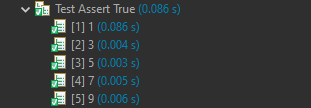 Test Assert True (0.086 s)
[1] 1 (0.086 s)
[2] 3 (0.004 s)
[3] 5 (0.003 s)
[4] 7 (0.005 s)
[5] 9 (0.006 s)